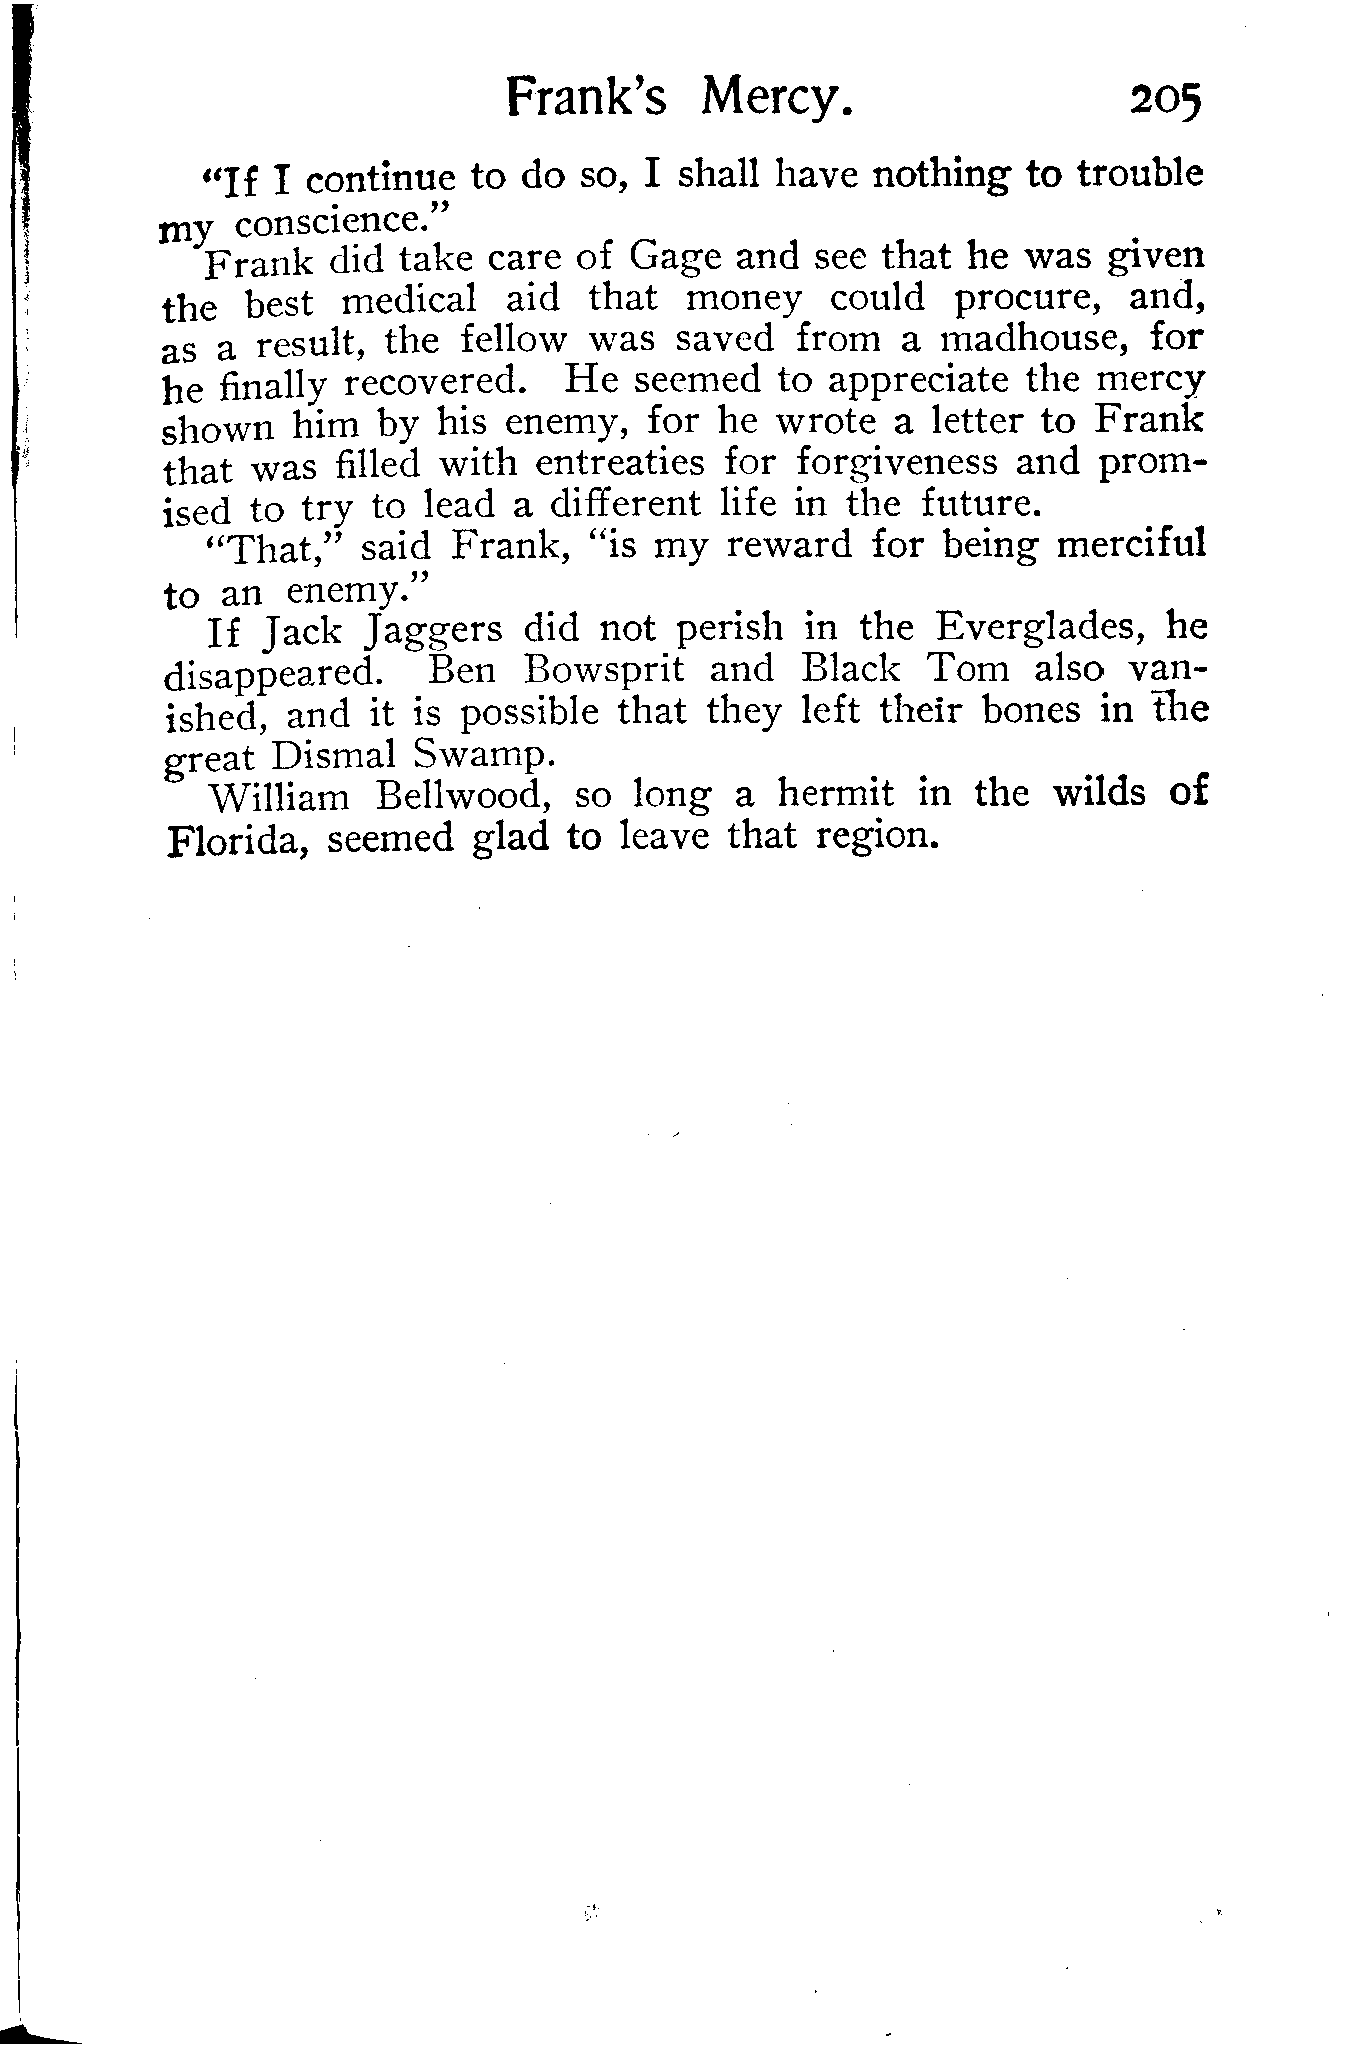 Frank's Mercy. 205
"If I continue to do so, I shall have nothing to trouble
my conscience."
Frank did take care of Gage and see that he was given
the best medical aid that money could procure, and,
as a result, the fellow was saved from a madhouse, for
he finally recovered. He seemed to appreciate the mercy
shown him by his enemy, for he wrote a letter to Frank
that was filled with entreaties for forgiveness and prom-
ised to try to lead a different life in the future.
"That," said Frank, "is my reward for being merciful
to an enemy."
If Jack Jaggers did not perish in the Everglades, he
disappeared. Ben Bowsprit and Black Tom also van-
ished, and it is possible that they left their bones in the
great Dismal Swamp.
William Bellwood, so long a hermit in the wilds of
Florida, seemed glad to leave that region.